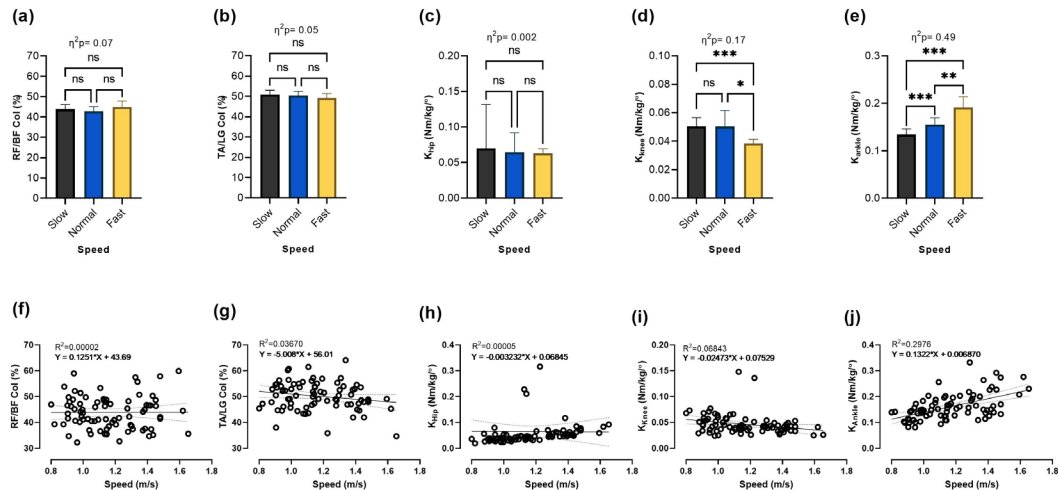 (a)
η²p= 0.07
ns
ns ns
RF/BF CoI (%)
70
60
50
40
30
20
10
0
Slow Normal Fast
Speed
(b)
η²p= 0.05
ns
ns ns
TA/LG CoI (%)
70
60
50
40
30
20
10
0
Slow Normal Fast
Speed
(c)
η²p= 0.002
ns
ns ns
Khip (Nm/kg/°)
0.20
0.15
0.10
0.05
0.00
Slow Normal Fast
Speed
(d)
η²p= 0.17
***
ns *
Kknee (Nm/kg/°)
0.10
0.08
0.06
0.04
0.02
0.00
Slow Normal Fast
Speed
(e)
η²p= 0.49
***
**
***
Kankle (Nm/kg/°)
0.4
0.3
0.2
0.1
0.0
Slow Normal Fast
Speed
(f)
R²=0.00002
Y = 0.1251*X + 43.69
RF/BF CoI (%)
70
60
50
40
30
0.8 1.0 1.2 1.4 1.6 1.8
Speed (m/s)
(g)
R²=0.03670
Y = -5.008*X + 56.01
TA/LG CoI (%)
70
60
50
40
30
0.8 1.0 1.2 1.4 1.6 1.8
Speed (m/s)
(h)
R²=0.00005
Y = -0.003232*X + 0.06845
KHip (Nm/kg/°)
0.4
0.3
0.2
0.1
0.0
0.8 1.0 1.2 1.4 1.6 1.8
Speed (m/s)
(i)
R²=0.06843
Y = -0.02473*X + 0.07529
KKnee (Nm/kg/°)
0.20
0.15
0.10
0.05
0.00
0.8 1.0 1.2 1.4 1.6 1.8
Speed (m/s)
(j)
R²=0.2976
Y = 0.1322*X + 0.006870
KAnkle (Nm/kg/°)
0.4
0.3
0.2
0.1
0.0
0.8 1.0 1.2 1.4 1.6 1.8
Speed (m/s)